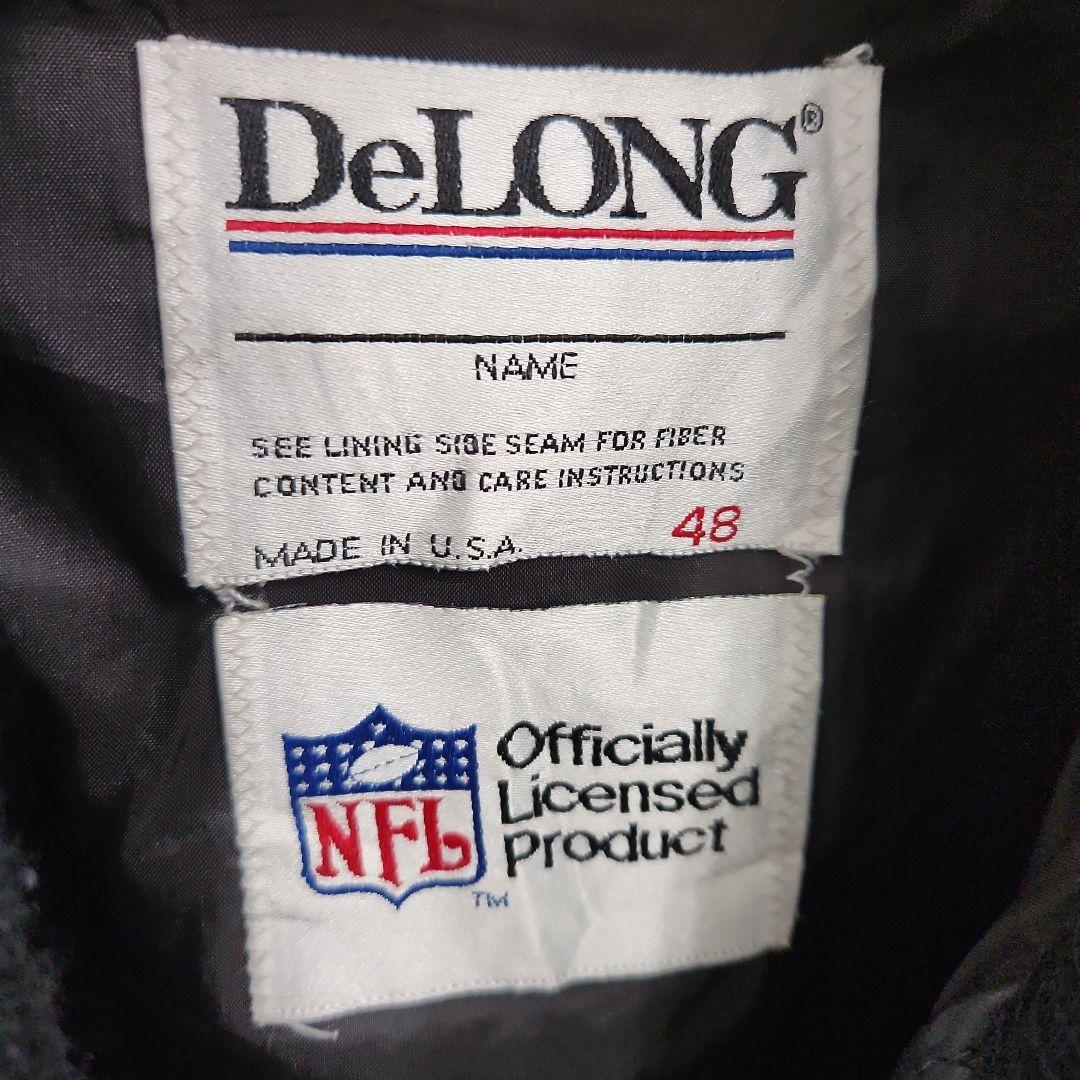 DeLONG®
NAME
SEE LINING SIDE SEAM FOR FIBER
CONTENT AND CARE INSTRUCTIONS
48
MADE IN U.S.A.
NFL
TM
Officially
Licensed
Product